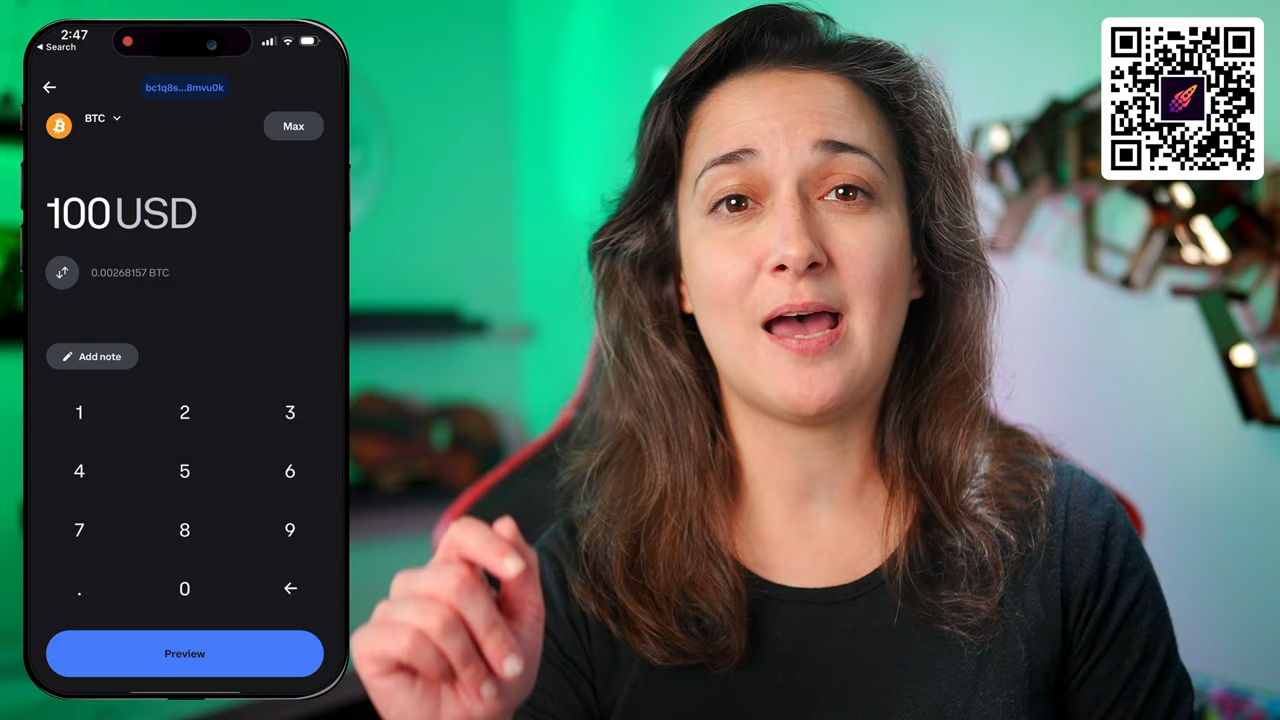 2:47
Search
bc1q8s...8mvu0k
BTC
Max
100 USD
0.00268157 BTC
Add note
1 2 3
4 5 6
7 8 9
. 0
Preview